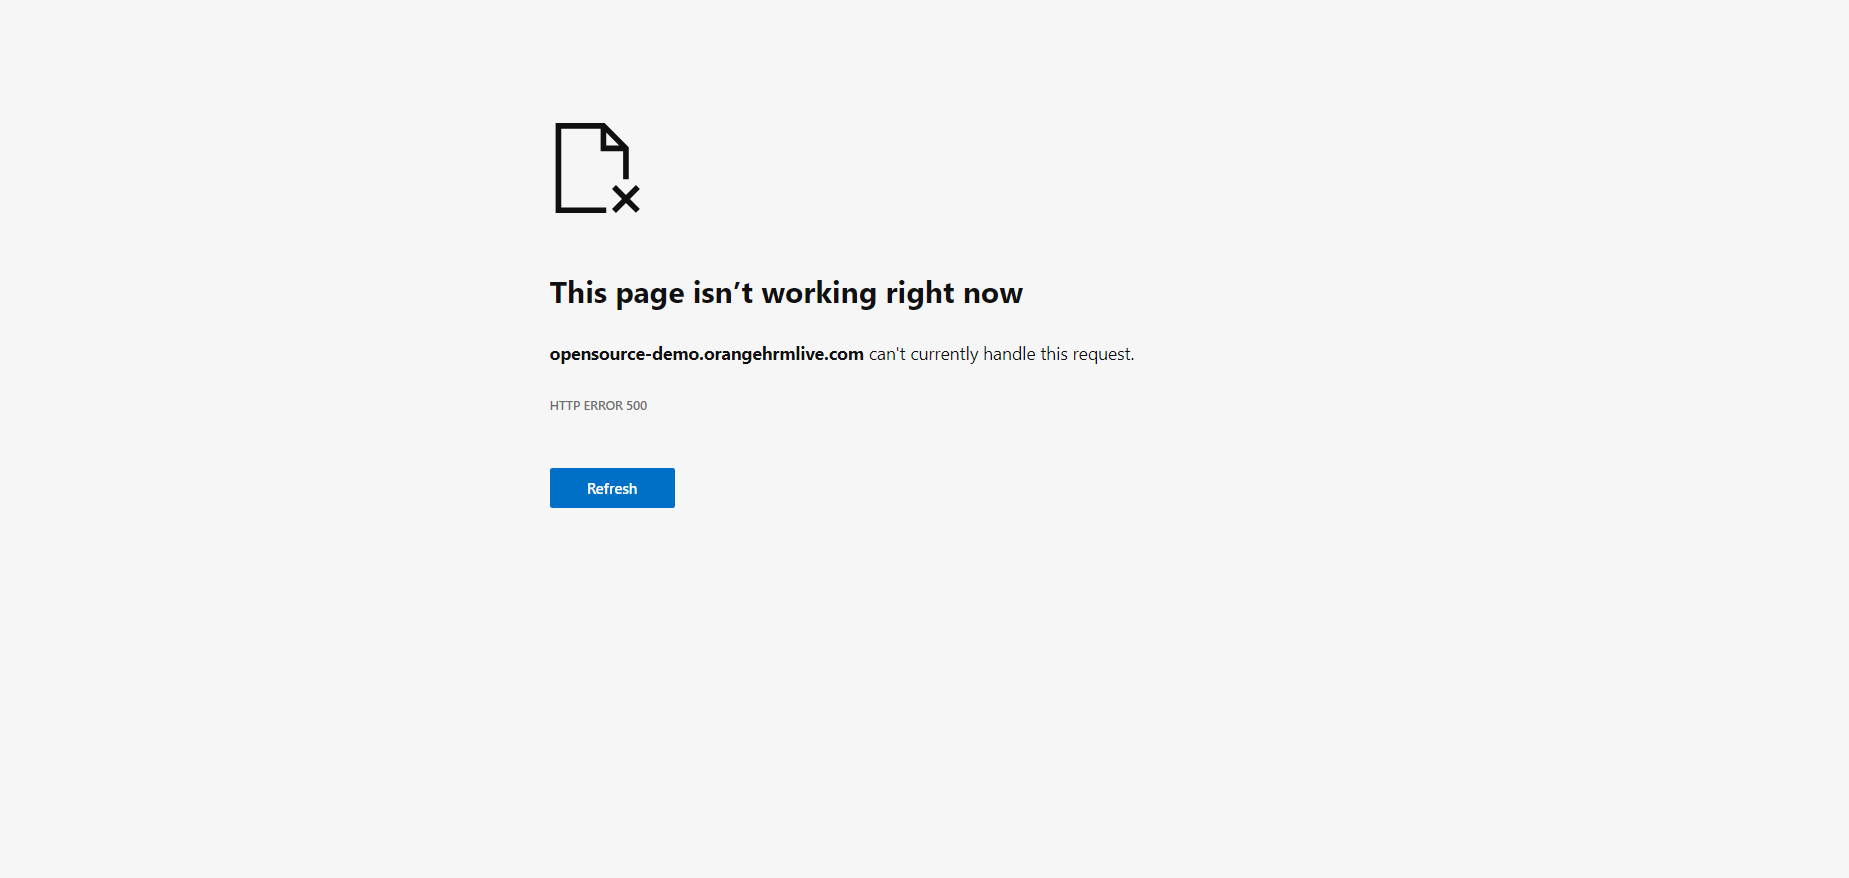 This page isn’t working right now
opensource-demo.orangehrmlive.com can't currently handle this request.
HTTP ERROR 500
Refresh